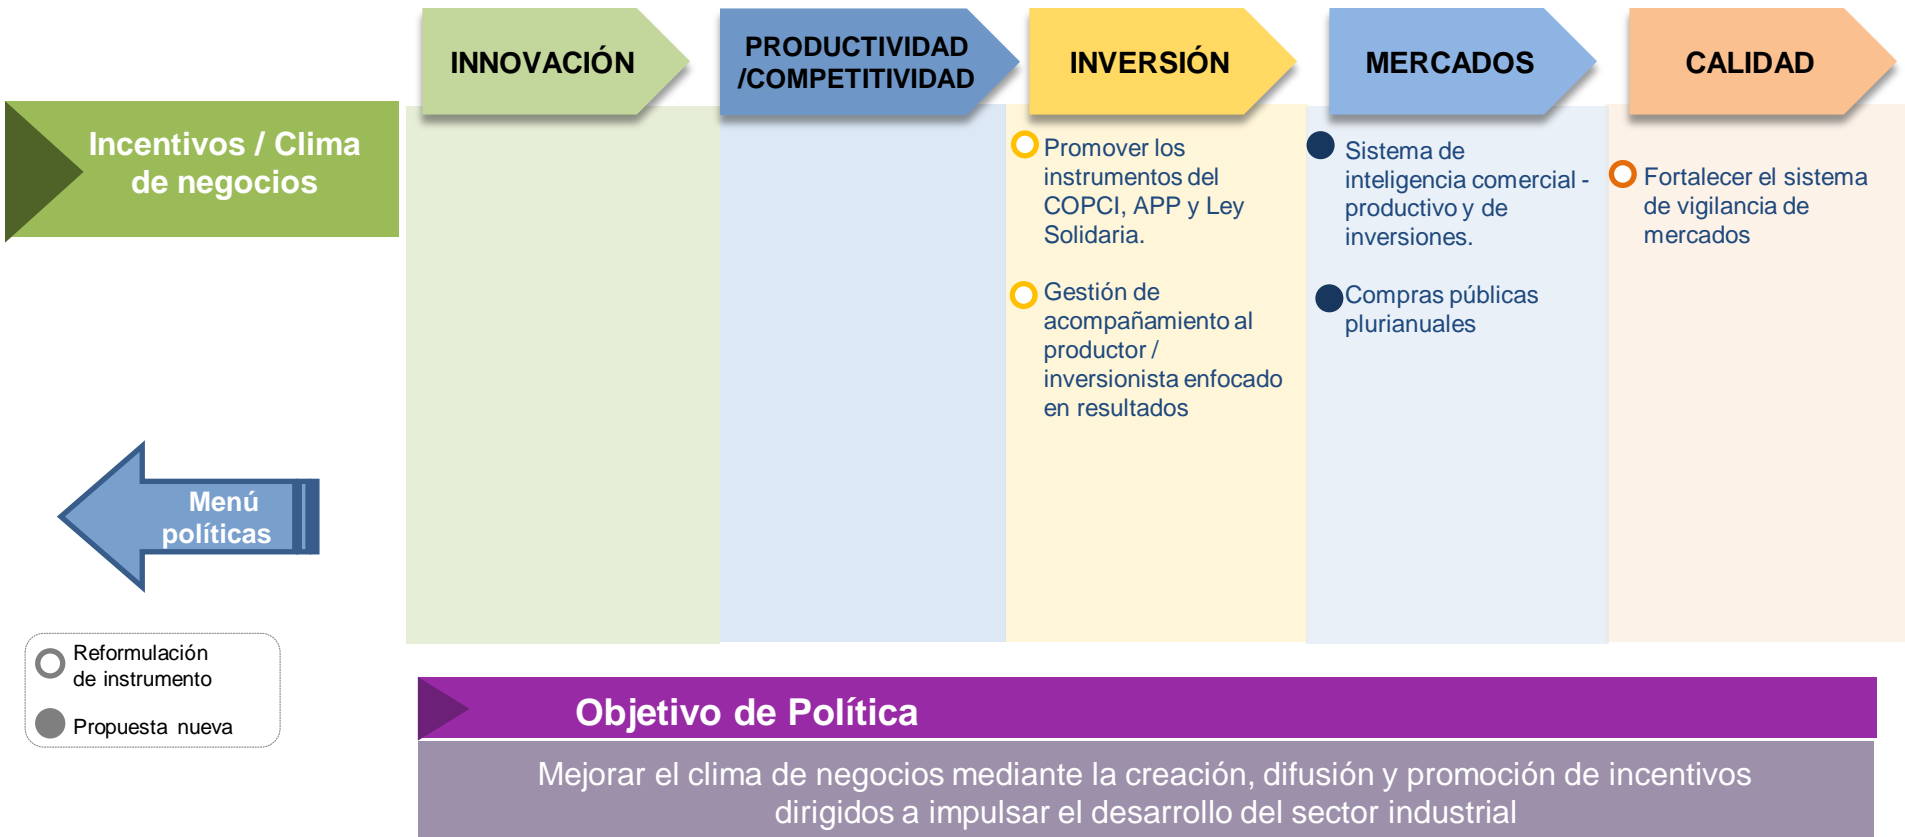 INNOVACIÓN
PRODUCTIVIDAD
/COMPETITIVIDAD
INVERSIÓN
MERCADOS
CALIDAD
Incentivos / Clima
de negocios
Promover los
instrumentos del
COPCI, APP y Ley
Solidaria.
Gestión de
acompañamiento al
productor /
inversionista enfocado
en resultados
Sistema de
inteligencia comercial -
productivo y de
inversiones.
Compras públicas
plurianuales
Fortalecer el sistema
de vigilancia de
mercados
Menú
políticas
Reformulación
de instrumento
Propuesta nueva
Objetivo de Política
Mejorar el clima de negocios mediante la creación, difusión y promoción de incentivos
dirigidos a impulsar el desarrollo del sector industrial